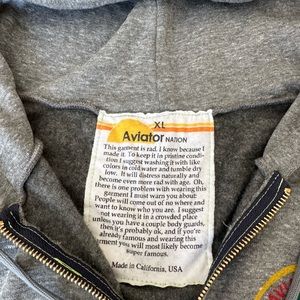 XL
Aviator NATION
This garment is rad. I know because I
made it. To keep it in pristine condi-
tion I suggest washing it with like
colors in coldwater and tumble dry
low. It will distress naturally and
become even more rad with age. Oh,
there is one problem with wearing this
garment I must warn you about:
People will come out of no where and
want to know who you are. I suggest
not wearing it in a crowded place
unless you have a couple body guards,
then it's probably ok, and if you're
already famous and wearing this
garment you will most likely become
super famous.
Made in California, USA